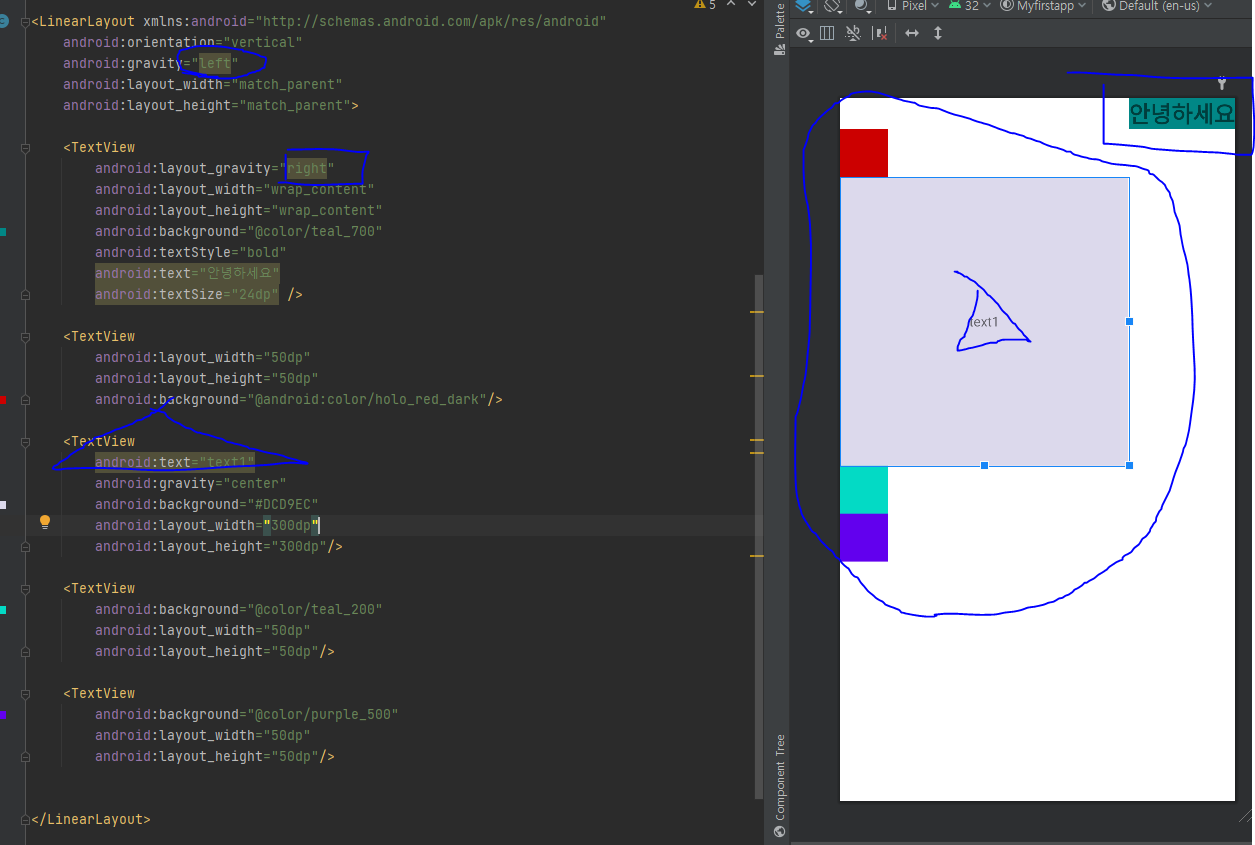 5
<LinearLayout xmlns:android="http://schemas.android.com/apk/res/android"
android:orientation="vertical"
android:gravity="left"
android:layout_width="match_parent"
android:layout_height="match_parent">
<TextView
android:layout_gravity="right"
android:layout_width="wrap_content"
android:layout_height="wrap_content"
android:background="@color/teal_700"
android:textStyle="bold"
android:text="안녕하세요"
android:textSize="24dp" />
<TextView
android:layout_width="50dp"
android:layout_height="50dp"
android:background="@android:color/holo_red_dark"/>
<TextView
android:text="text1"
android:gravity="center"
android:background="#DCD9EC"
android:layout_width="300dp"
android:layout_height="300dp"/>
<TextView
android:background="@color/teal_200"
android:layout_width="50dp"
android:layout_height="50dp"/>
<TextView
android:background="@color/purple_500"
android:layout_width="50dp"
android:layout_height="50dp"/>
</LinearLayout>
Palette
Component Tree
Pixel 32 Myfirstapp Default (en-us)
안녕하세요
text1